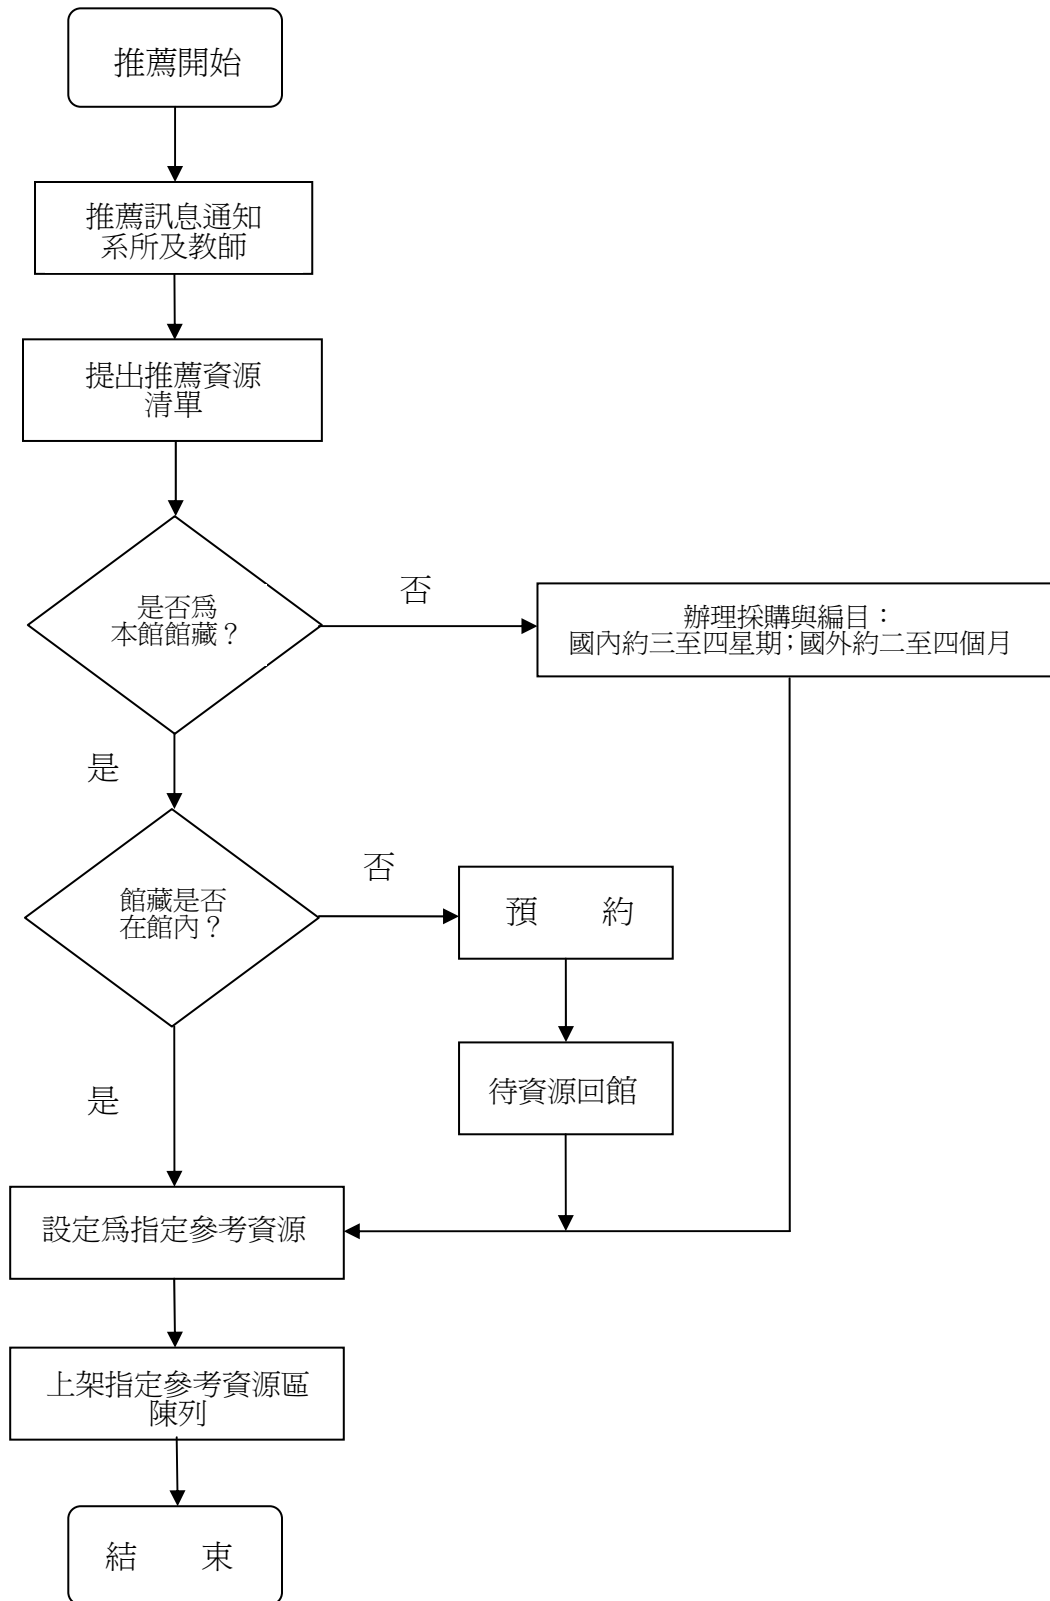 推薦開始
推薦訊息通知
系所及教師
提出推薦資源
清單
是否爲
本館館藏？
否
辦理採購與編目：
國內約三至四星期；國外約二至四個月
是
館藏是否
在館內？
否
預　　約
待資源回館
是
設定爲指定參考資源
上架指定參考資源區
陳列
結　　束